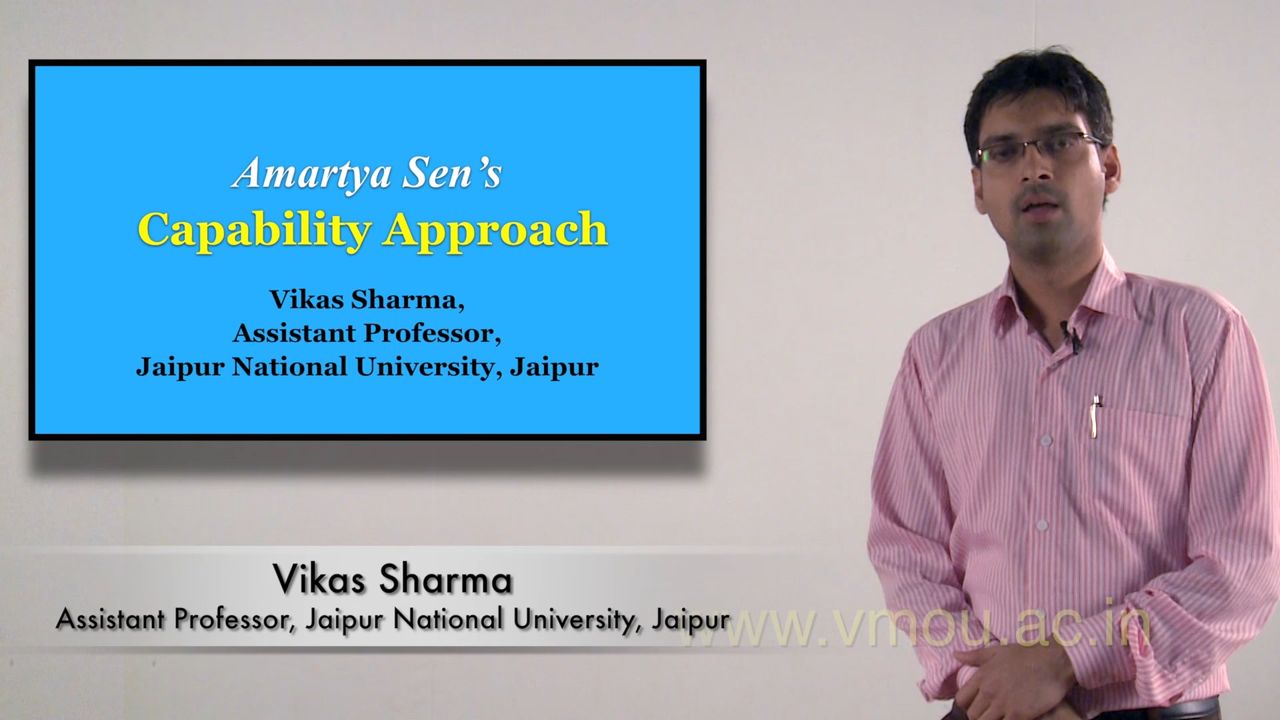 Amartya Sen’s
Capability Approach
Vikas Sharma,
Assistant Professor,
Jaipur National University, Jaipur
Vikas Sharma
Assistant Professor, Jaipur National University, Jaipur
www.vmou.ac.in